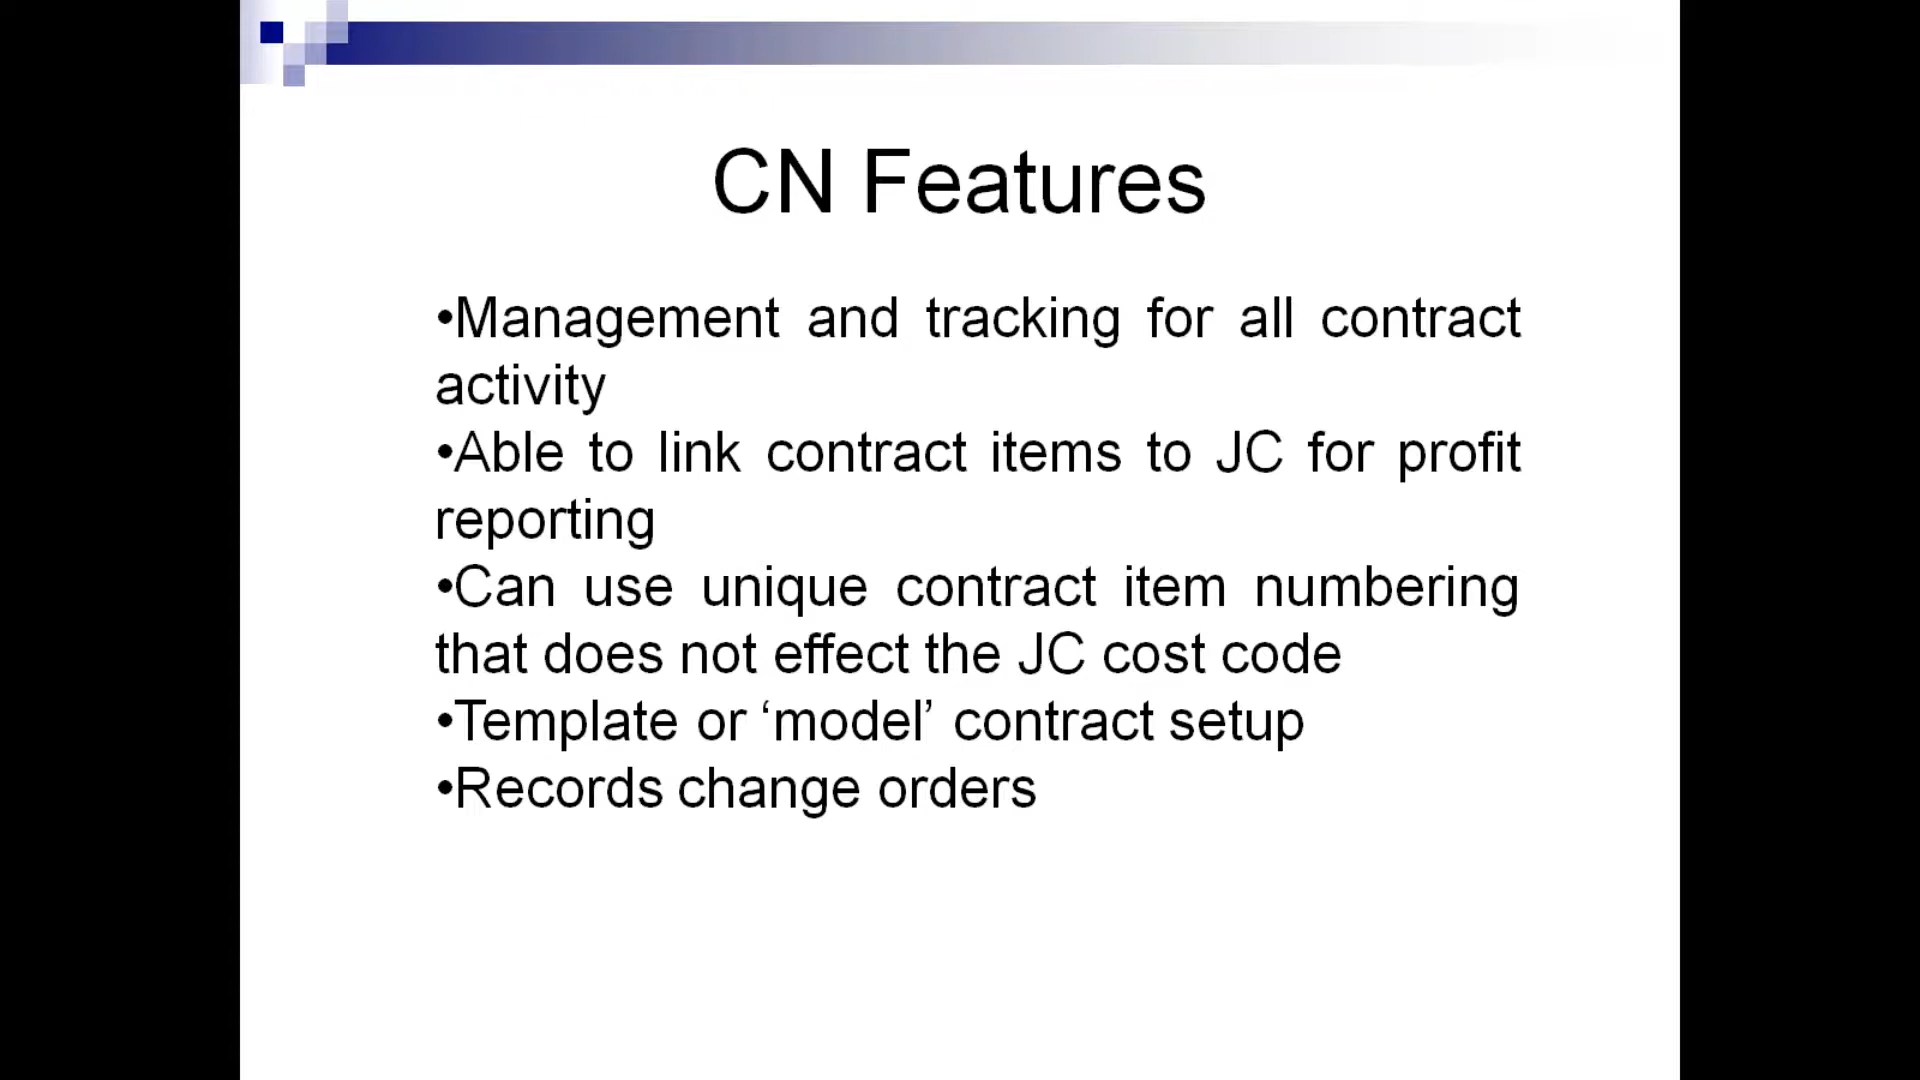 CN Features
•Management and tracking for all contract
activity
•Able to link contract items to JC for profit
reporting
•Can use unique contract item numbering
that does not effect the JC cost code
•Template or ‘model’ contract setup
•Records change orders